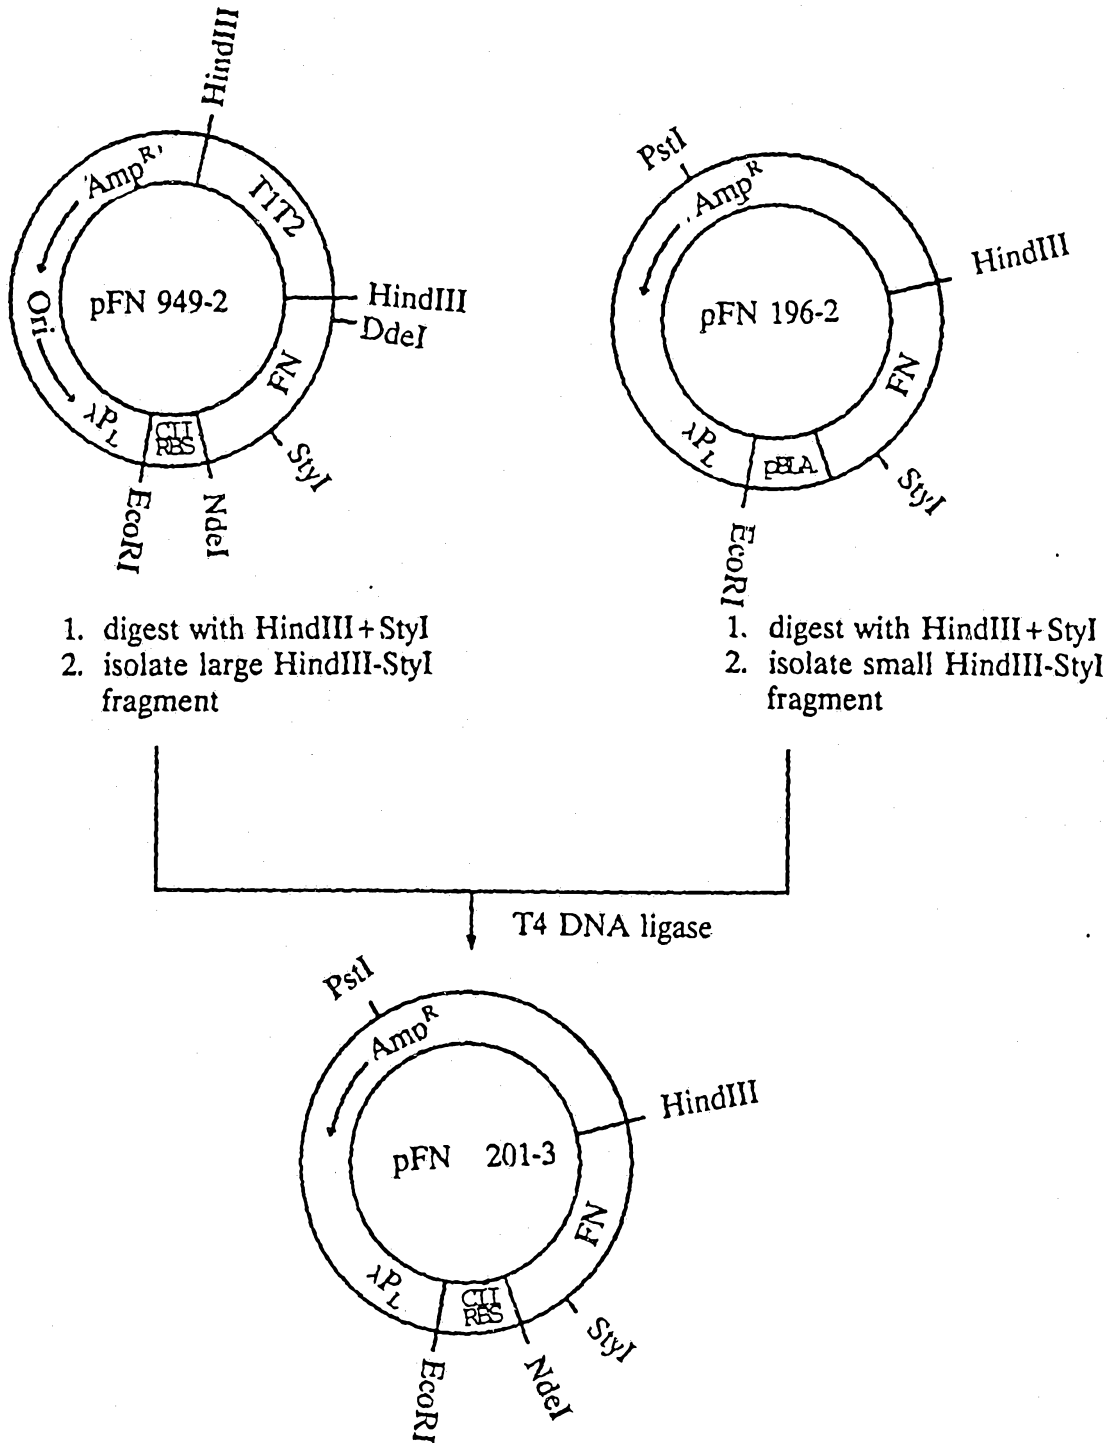 HindIII
Amp R
T1T2
pFN 949-2
HindIII
DdeI
Ori
FN
λPL
CII
RBS
StyI
EcoRI
NdeI
PstI
Amp R
HindIII
pFN 196-2
FN
λPL
pBLA
StyI
EcoRI
1. digest with HindIII+StyI
2. isolate large HindIII-StyI
fragment
1. digest with HindIII+StyI
2. isolate small HindIII-StyI
fragment
T4 DNA ligase
PstI
Amp R
HindIII
pFN 201-3
FN
λPL
CII
RBS
StyI
NdeI
EcoRI